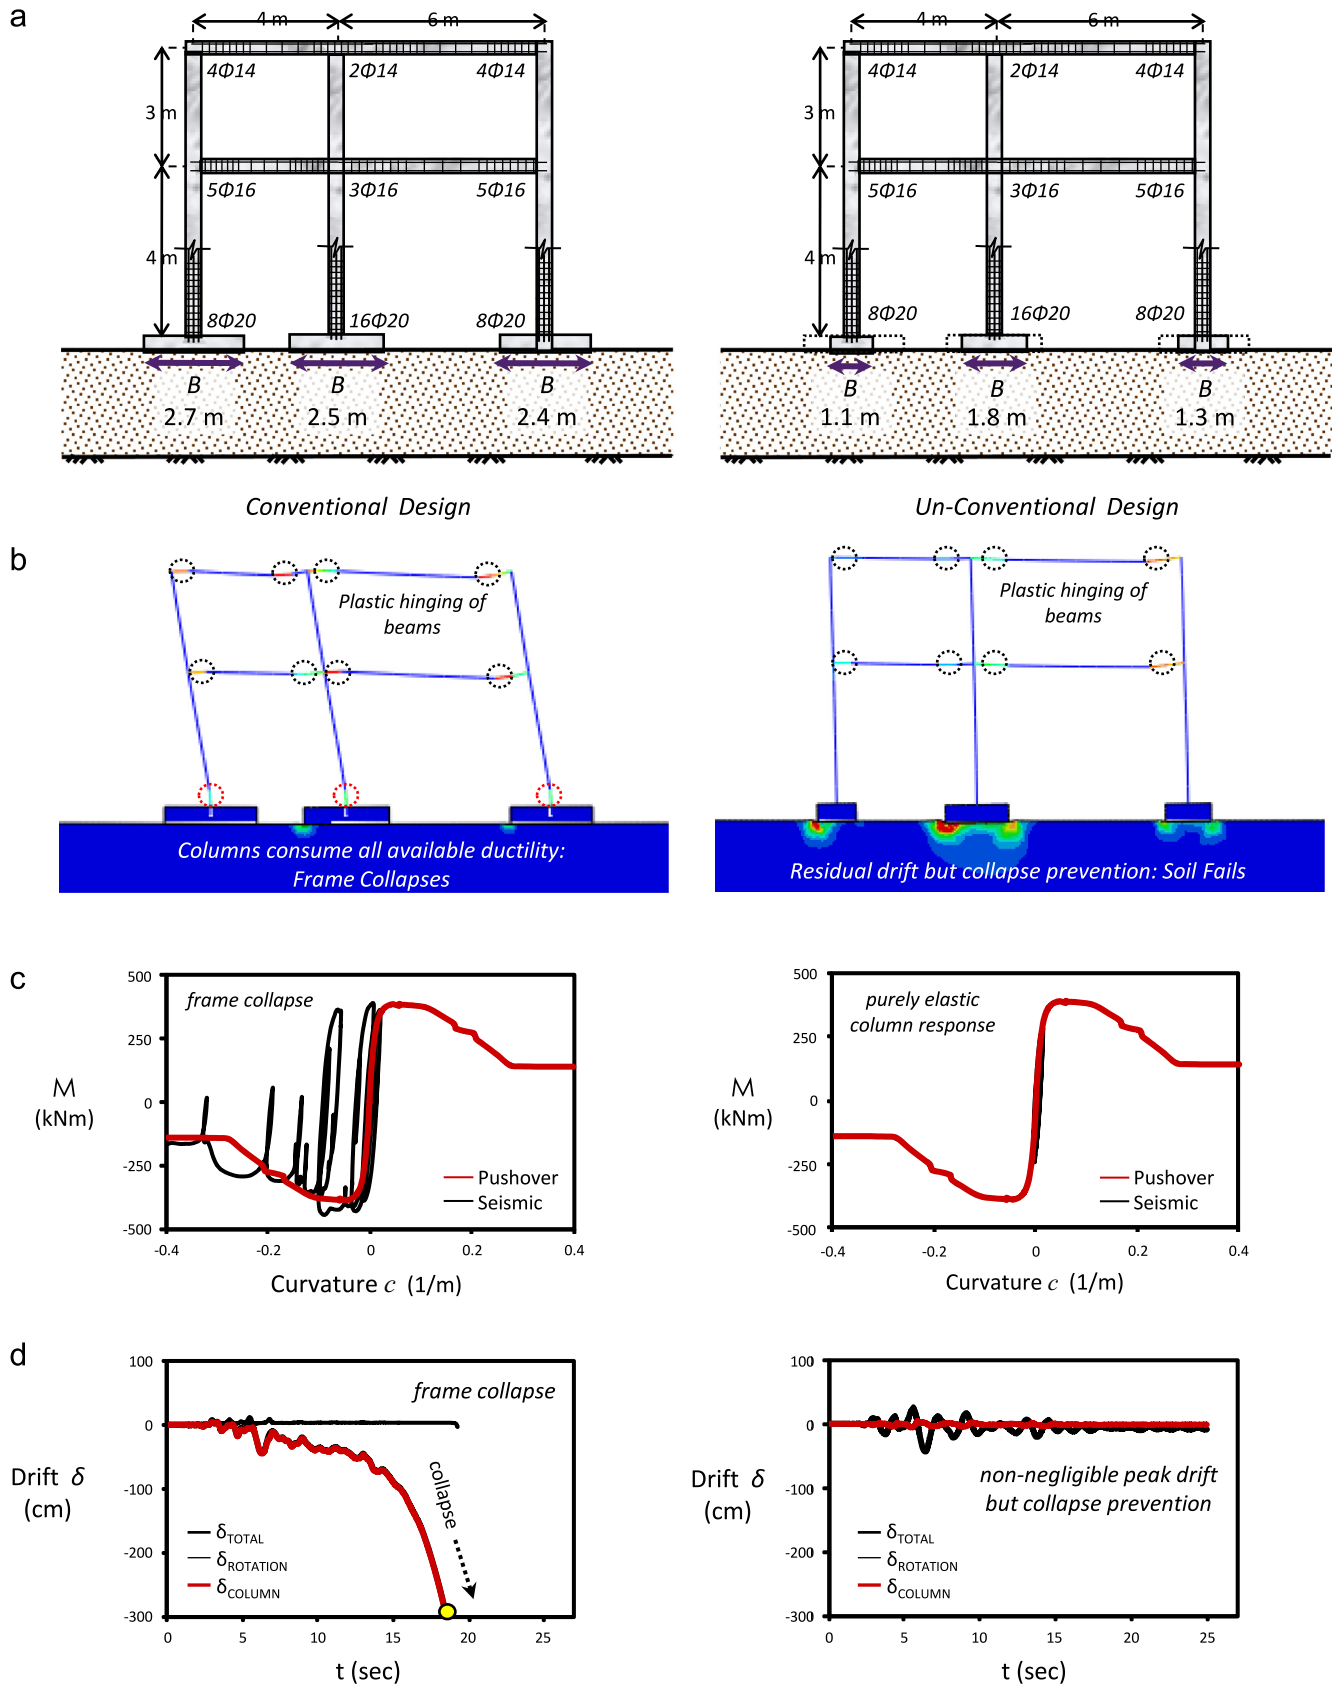 a
4 m
6 m
4 m
6 m
4Φ14
2Φ14
4Φ14
4Φ14
2Φ14
4Φ14
3 m
3 m
5Φ16
3Φ16
5Φ16
5Φ16
3Φ16
5Φ16
4 m
4 m
8Φ20
16Φ20
8Φ20
8Φ20
16Φ20
8Φ20
B
B
B
B
B
B
2.7 m
2.5 m
2.4 m
1.1 m
1.8 m
1.3 m
Conventional Design
Un-Conventional Design
b
Plastic hinging of
beams
Plastic hinging of
beams
Columns consume all available ductility:
Frame Collapses
Residual drift but collapse prevention: Soil Fails
c
500
250
0
-250
-500
M
(kNm)
frame collapse
Pushover
Seismic
-0.4
-0.2
0
0.2
0.4
Curvature c (1/m)
500
250
0
-250
-500
M
(kNm)
purely elastic
column response
Pushover
Seismic
-0.4
-0.2
0
0.2
0.4
Curvature c (1/m)
d
100
0
-100
-200
-300
Drift δ
(cm)
frame collapse
collapse
δTOTAL
δROTATION
δCOLUMN
0
5
10
15
20
25
t (sec)
100
0
-100
-200
-300
Drift δ
(cm)
non-negligible peak drift
but collapse prevention
δTOTAL
δROTATION
δCOLUMN
0
5
10
15
20
25
t (sec)